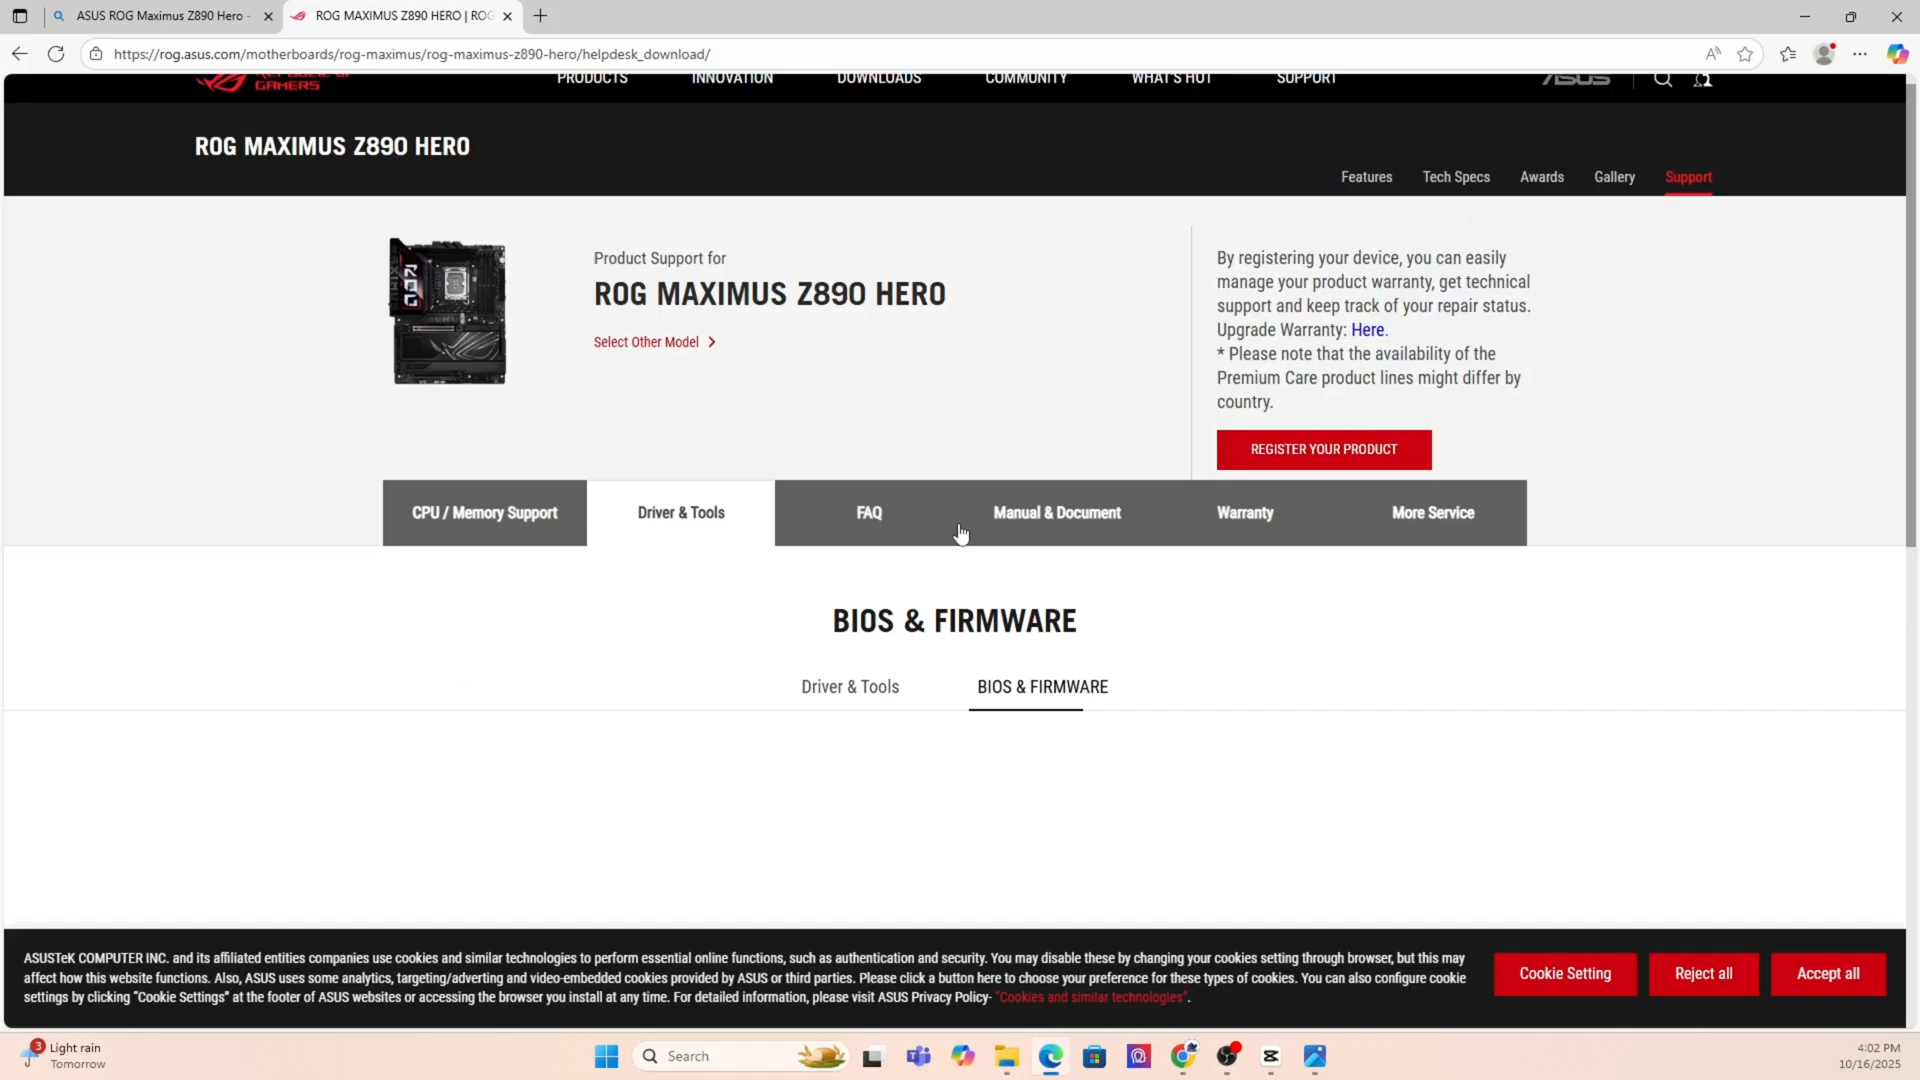 ASUS ROG Maximus Z890 Hero -
ROG MAXIMUS Z890 HERO | ROG
https://rog.asus.com/motherboards/rog-maximus/rog-maximus-z890-hero/helpdesk_download/
GAMERS
PRODUCTS
INNOVATION
DOWNLOADS
COMMUNITY
WHAT'S HOT
SUPPORT
ASUS
ROG MAXIMUS Z890 HERO
Features
Tech Specs
Awards
Gallery
Support
Product Support for
ROG MAXIMUS Z890 HERO
Select Other Model
By registering your device, you can easily
manage your product warranty, get technical
support and keep track of your repair status.
Upgrade Warranty: Here.
* Please note that the availability of the
Premium Care product lines might differ by
country.
REGISTER YOUR PRODUCT
CPU / Memory Support
Driver & Tools
FAQ
Manual & Document
Warranty
More Service
BIOS & FIRMWARE
Driver & Tools
BIOS & FIRMWARE
ASUSTeK COMPUTER INC. and its affiliated entities companies use cookies and similar technologies to perform essential online functions, such as authentication and security. You may disable these by changing your cookies setting through browser, but this may
affect how this website functions. Also, ASUS uses some analytics, targeting/adverting and video-embedded cookies provided by ASUS or third parties. Please click a button here to choose your preference for these types of cookies. You can also configure cookie
settings by clicking “Cookie Settings” at the footer of ASUS websites or accessing the browser you install at any time. For detailed information, please visit ASUS Privacy Policy- “Cookies and similar technologies”.
Cookie Setting
Reject all
Accept all
3
Light rain
Tomorrow
Search
4:02 PM
10/16/2025